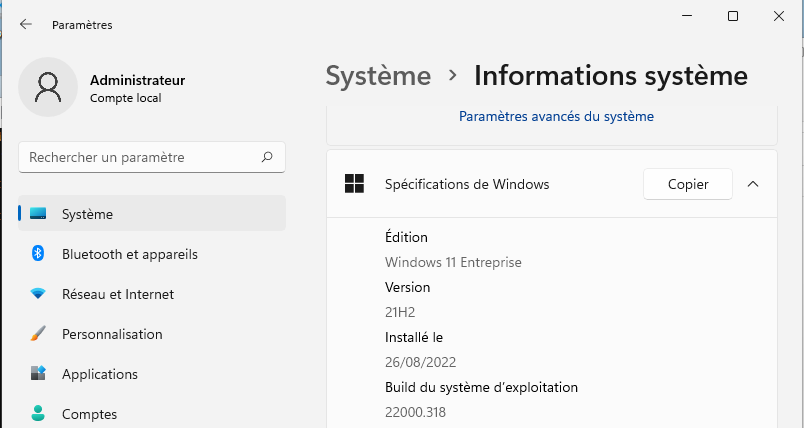 Paramètres
Administrateur
Compte local
Rechercher un paramètre
Système
Bluetooth et appareils
Réseau et Internet
Personnalisation
Applications
Comptes
Système > Informations système
Paramètres avancés du système
Spécifications de Windows
Copier
Édition
Windows 11 Entreprise
Version
21H2
Installé le
26/08/2022
Build du système d'exploitation
22000.318